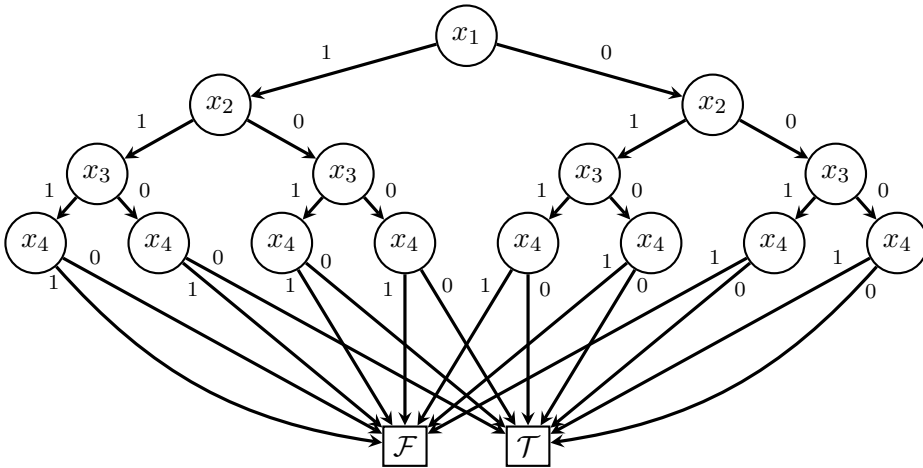 x₁
1 0
x₂ x₂
1 0 1 0
x₃ x₃ x₃ x₃
1 0 1 0 1 0 1 0
x₄ x₄ x₄ x₄ x₄ x₄ x₄ x₄
1 0 1 0 1 0 1 0 1 0 1 0 1 0 1 0
ℱ 𝒯